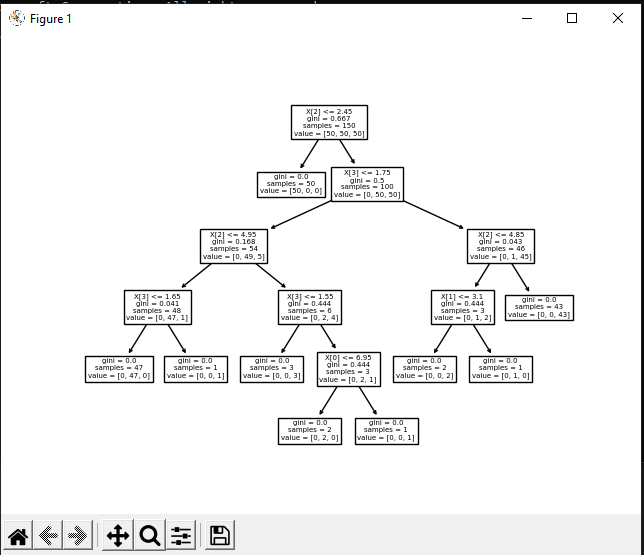 Figure 1
X[2] <= 2.45
gini = 0.667
samples = 150
value = [50, 50, 50]
gini = 0.0
samples = 50
value = [50, 0, 0]
X[3] <= 1.75
gini = 0.5
samples = 100
value = [0, 50, 50]
X[2] <= 4.95
gini = 0.168
samples = 54
value = [0, 49, 5]
X[2] <= 4.85
gini = 0.043
samples = 46
value = [0, 1, 45]
X[3] <= 1.65
gini = 0.041
samples = 48
value = [0, 47, 1]
X[3] <= 1.55
gini = 0.444
samples = 6
value = [0, 2, 4]
X[1] <= 3.1
gini = 0.444
samples = 3
value = [0, 1, 2]
gini = 0.0
samples = 43
value = [0, 0, 43]
gini = 0.0
samples = 47
value = [0, 47, 0]
gini = 0.0
samples = 1
value = [0, 0, 1]
gini = 0.0
samples = 3
value = [0, 0, 3]
X[0] <= 6.95
gini = 0.444
samples = 3
value = [0, 2, 1]
gini = 0.0
samples = 2
value = [0, 0, 2]
gini = 0.0
samples = 1
value = [0, 1, 0]
gini = 0.0
samples = 2
value = [0, 2, 0]
gini = 0.0
samples = 1
value = [0, 0, 1]